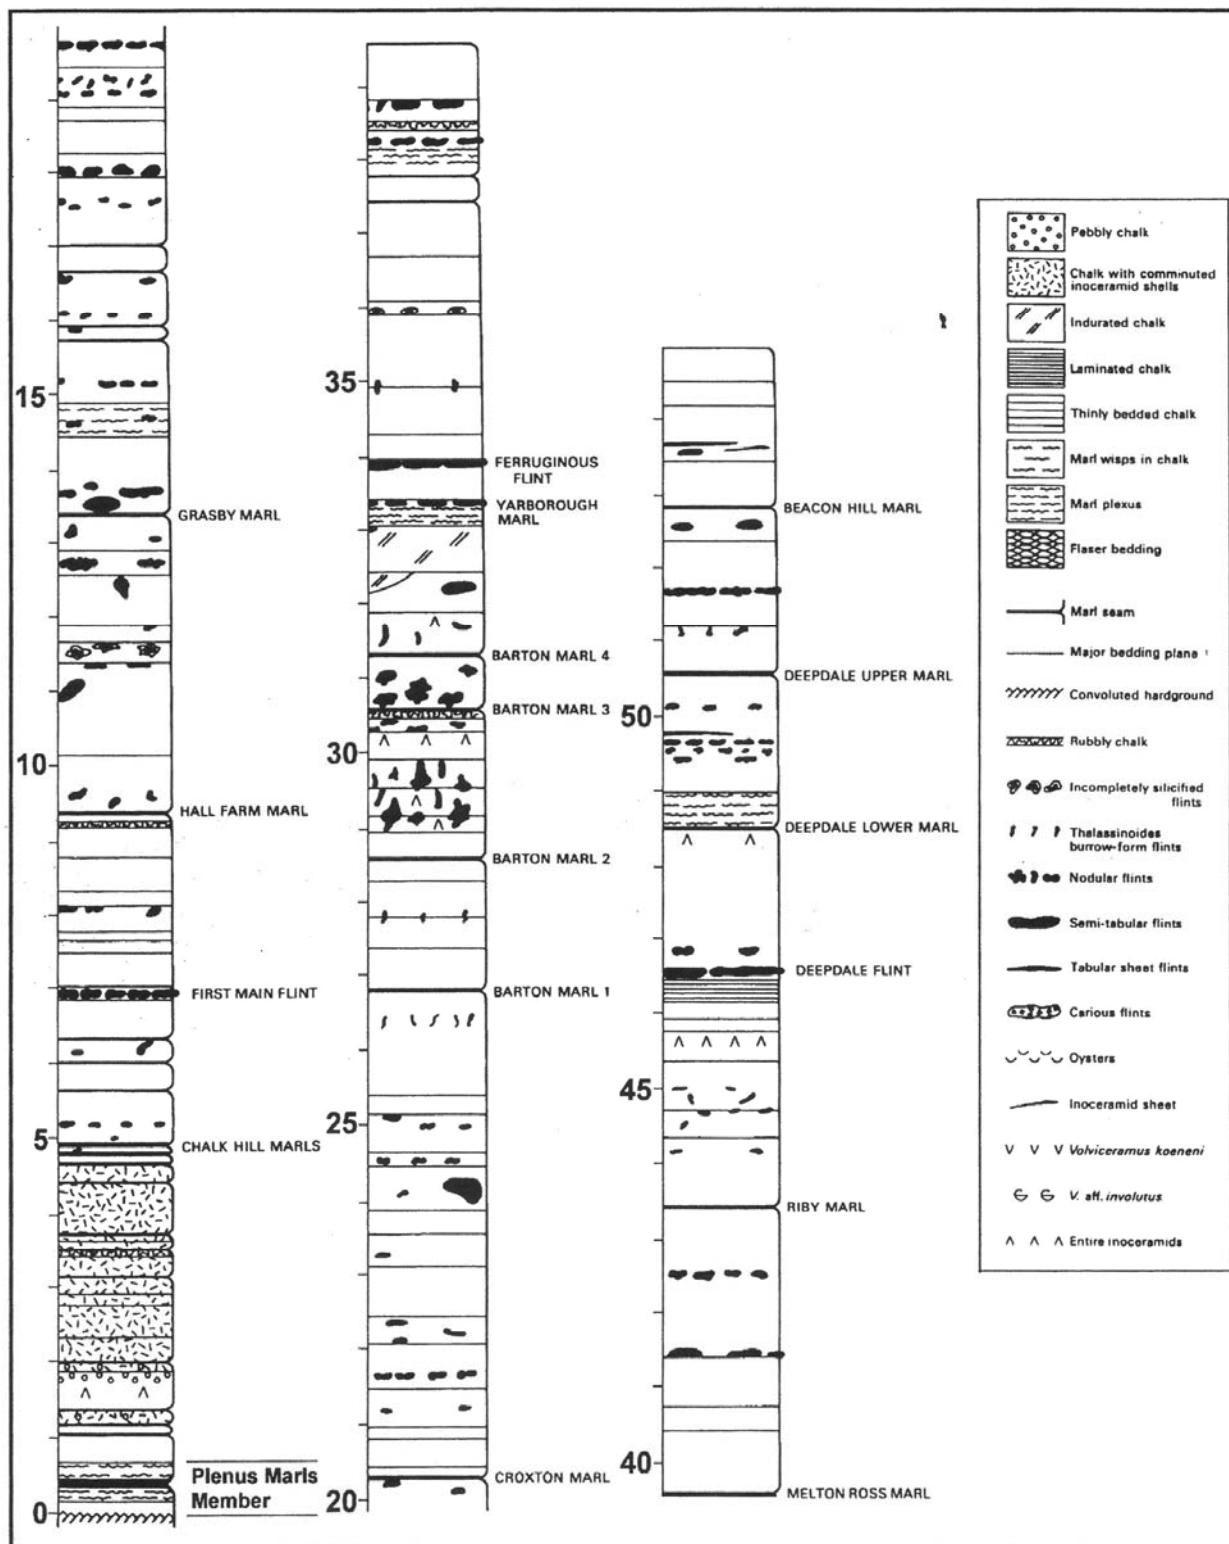 15
GRASBY MARL
10
HALL FARM MARL
FIRST MAIN FLINT
5
CHALK HILL MARLS
Plenus Marls
Member
0
35
FERRUGINOUS
FLINT
YARBOROUGH
MARL
BARTON MARL 4
BARTON MARL 3
30
BARTON MARL 2
BARTON MARL 1
25
CROXTON MARL
20
BEACON HILL MARL
DEEPDALE UPPER MARL
50
DEEPDALE LOWER MARL
DEEPDALE FLINT
45
RIBY MARL
40
MELTON ROSS MARL
Pebbly chalk
Chalk with comminuted
inoceramid shells
Indurated chalk
Laminated chalk
Thinly bedded chalk
Marl wisps in chalk
Marl plexus
Flaser bedding
Marl seam
Major bedding plane
Convoluted hardground
Rubbly chalk
Incompletely silicified
flints
Thalassinoides
burrow-form flints
Nodular flints
Semi-tabular flints
Tabular sheet flints
Carious flints
Oysters
Inoceramid sheet
Volviceramus koeneni
V. aff. involutus
Entire inoceramids